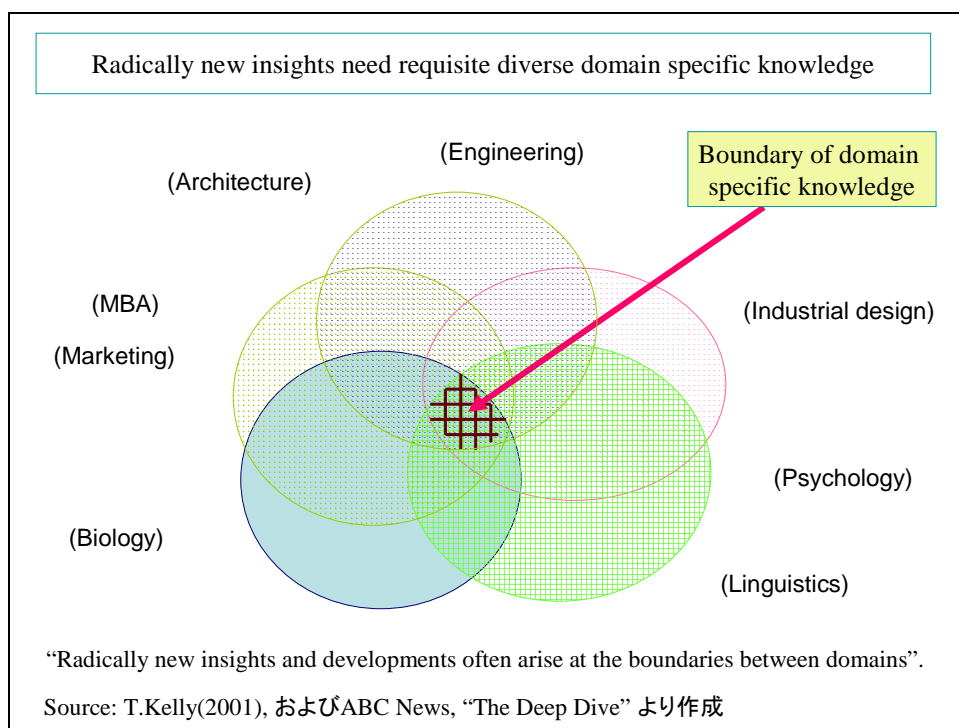 Radically new insights need requisite diverse domain specific knowledge
(Engineering)
(Architecture)
Boundary of domain
specific knowledge
(MBA)
(Industrial design)
(Marketing)
(Psychology)
(Biology)
(Linguistics)
“Radically new insights and developments often arise at the boundaries between domains”.
Source: T.Kelly(2001), およびABC News, “The Deep Dive” より作成